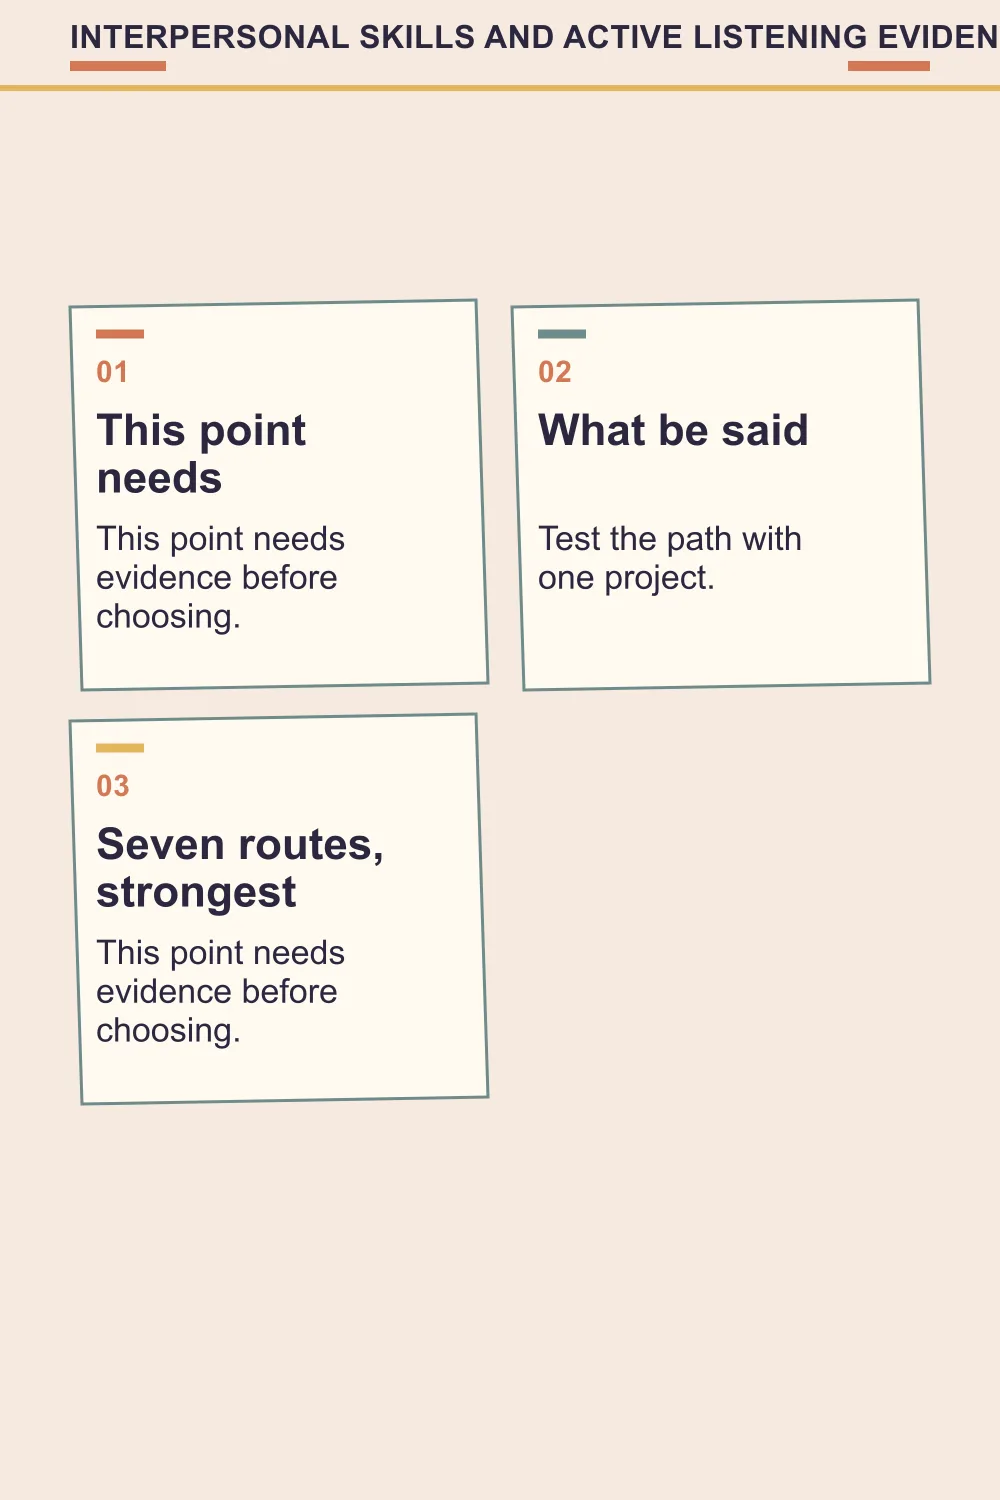 INTERPERSONAL SKILLS AND ACTIVE LISTENING EVIDEN
01
This point
needs
This point needs
evidence before
choosing.
02
What be said
Test the path with
one project.
03
Seven routes,
strongest
This point needs
evidence before
choosing.